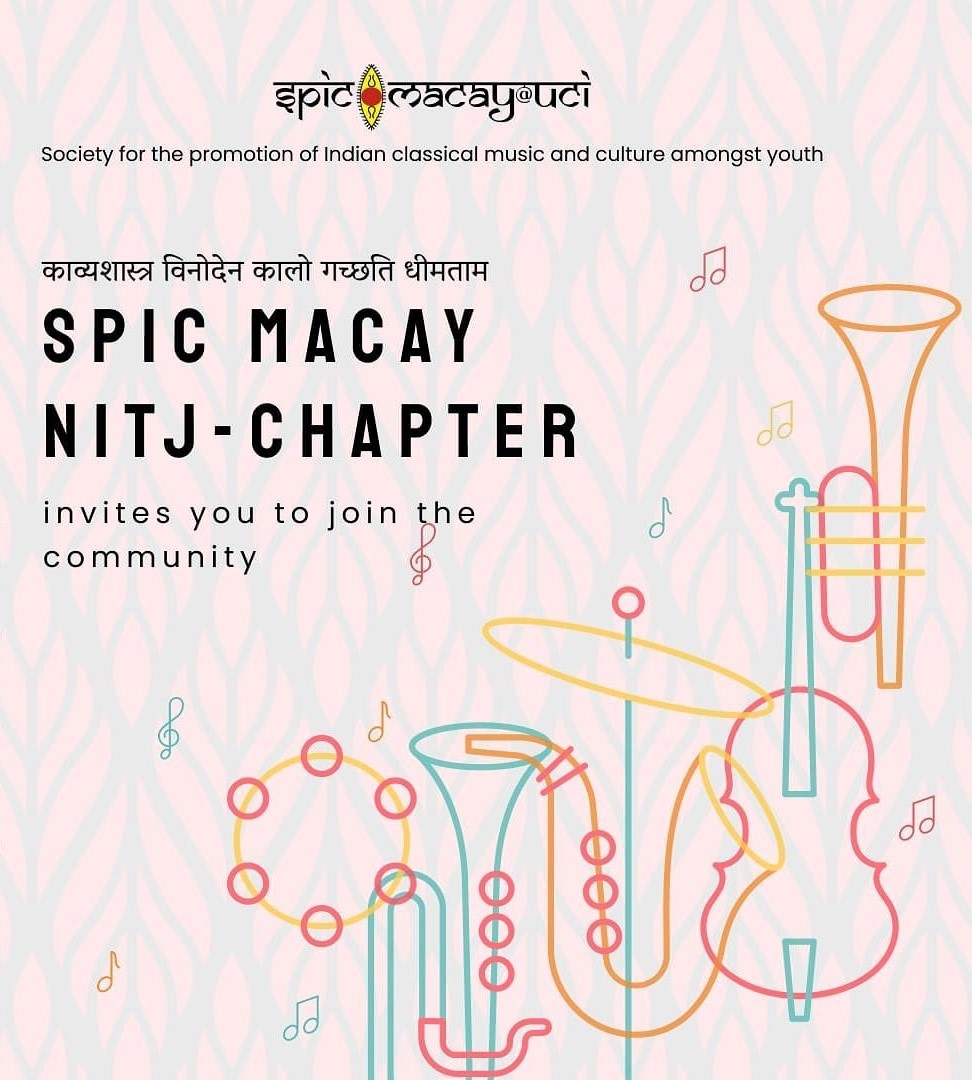 spic macay@uci
Society for the promotion of Indian classical music and culture amongst youth
काव्यशास्त्र विनोदेन कालो गच्छति धीमताम
SPIC MACAY
NITJ-CHAPTER
invites you to join the
community